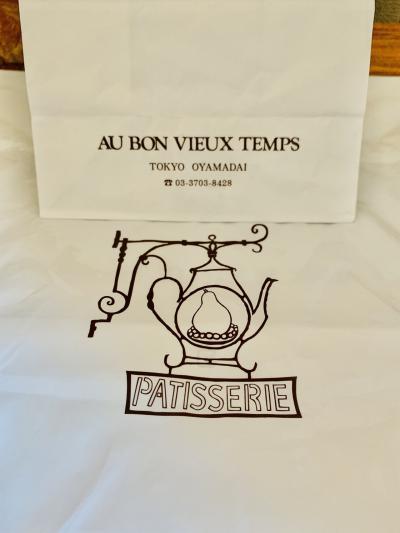 AU BON VIEUX TEMPS
TOKYO OYAMADAI
☎ 03-3703-8428
PATISSERIE